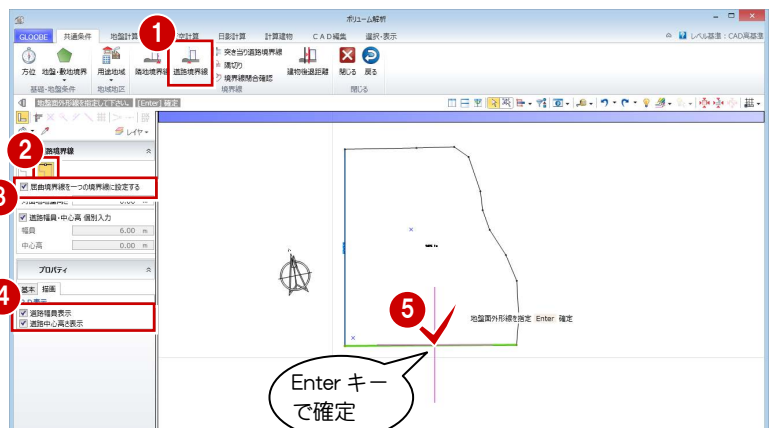 ボリューム解析
GLOOBE 共通条件 地盤計算 空計算 日影計算 計算建物 CAD編集 選択・表示
レベル基準：CAD高基準
1
方位 地盤・敷地境界 用途地域 隣地境界線 道路境界線
突き当り道路境界線
隅切り
境界線閉合確認
建物後退距離 閉じる 戻る
基礎・地盤条件 地域地区 境界線 閉じる
地盤面外形線を指定して下さい。 [Enter] 確定
レイヤ
2
路境界線
3
屈曲境界線を一つの境界線に設定する
0.00 m
道路幅員・中心高 個別入力
幅員 6.00 m
中心高 0.00 m
プロパティ
4
基本 描画
道路幅員表示
道路中心高さ表示
5
地盤面外形線を指定 Enter 確定
Enter キー
で確定